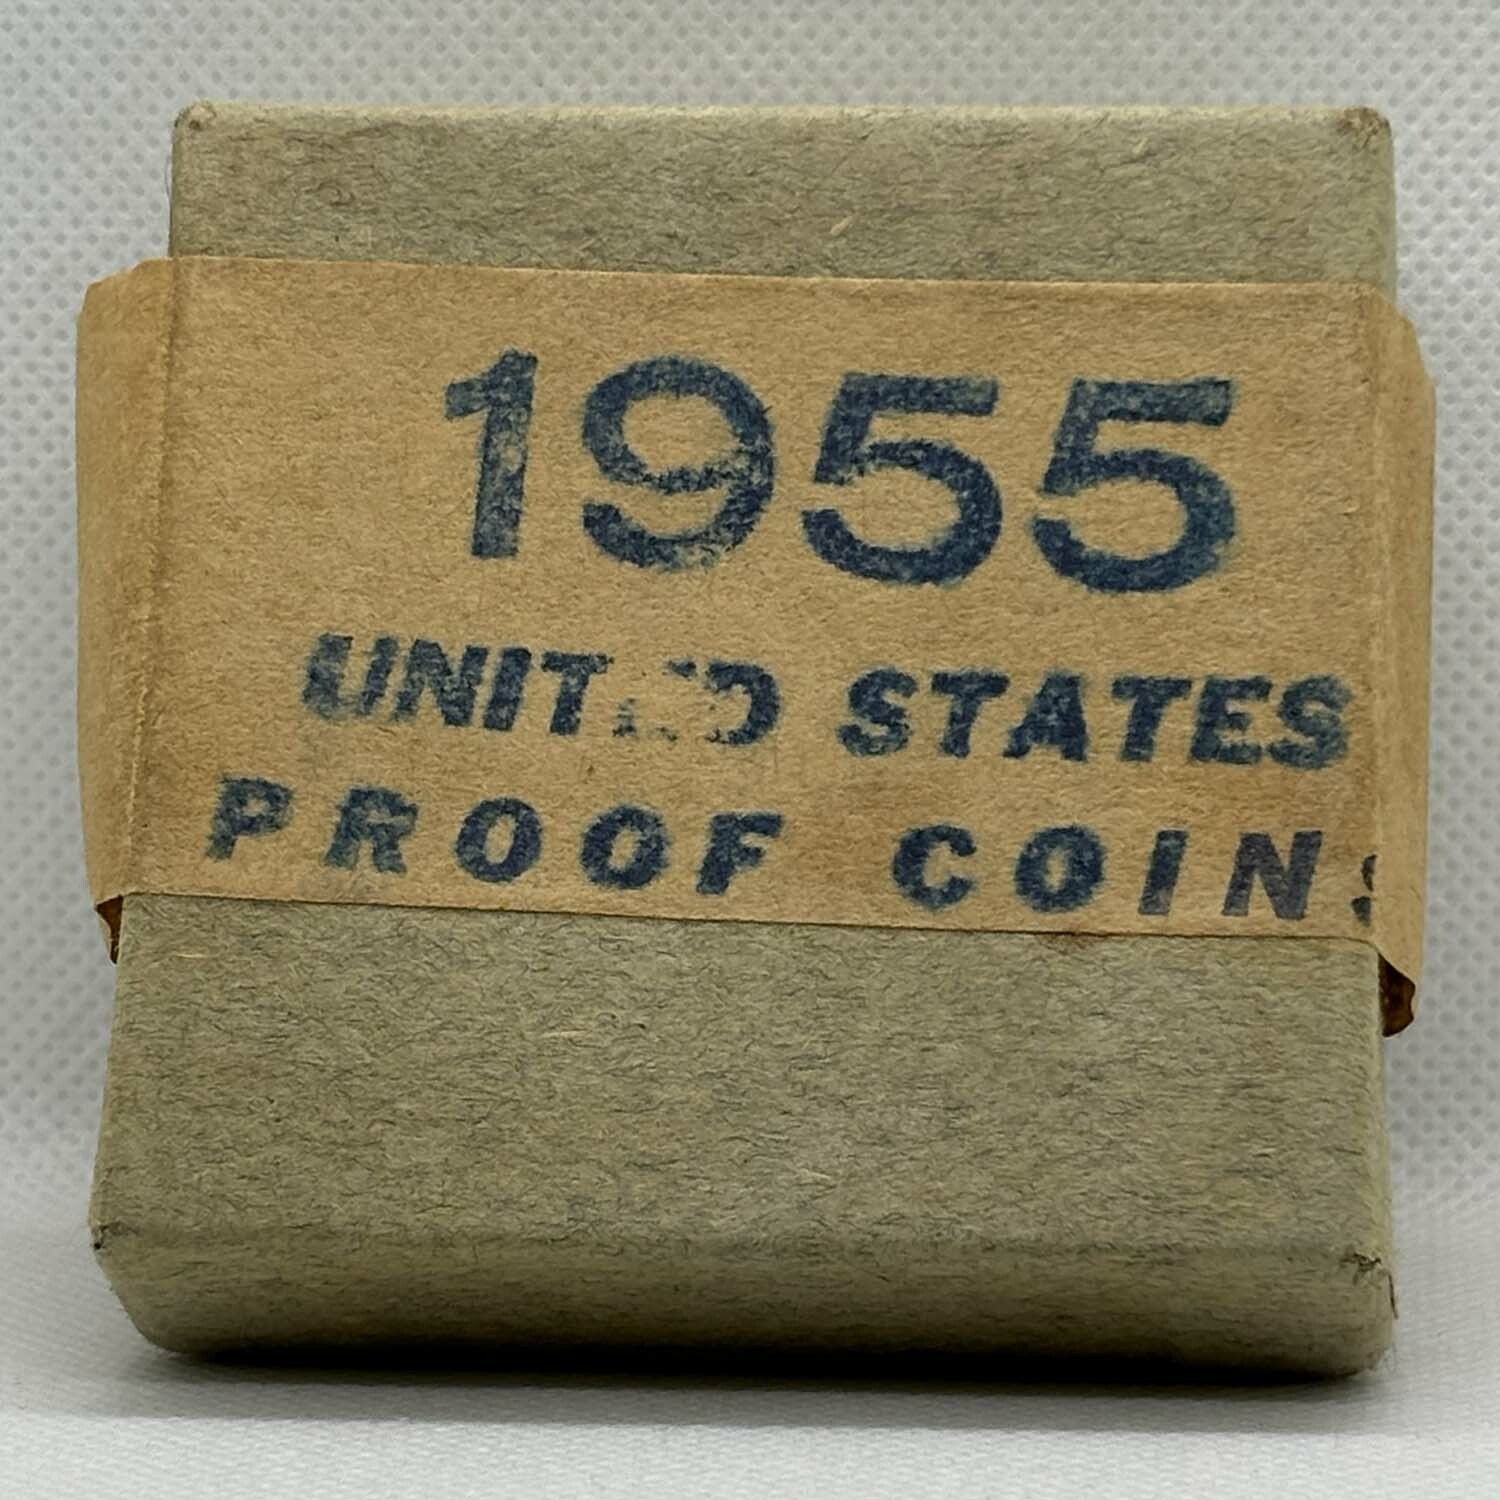 1955
UNITED STATES
PROOF COINS